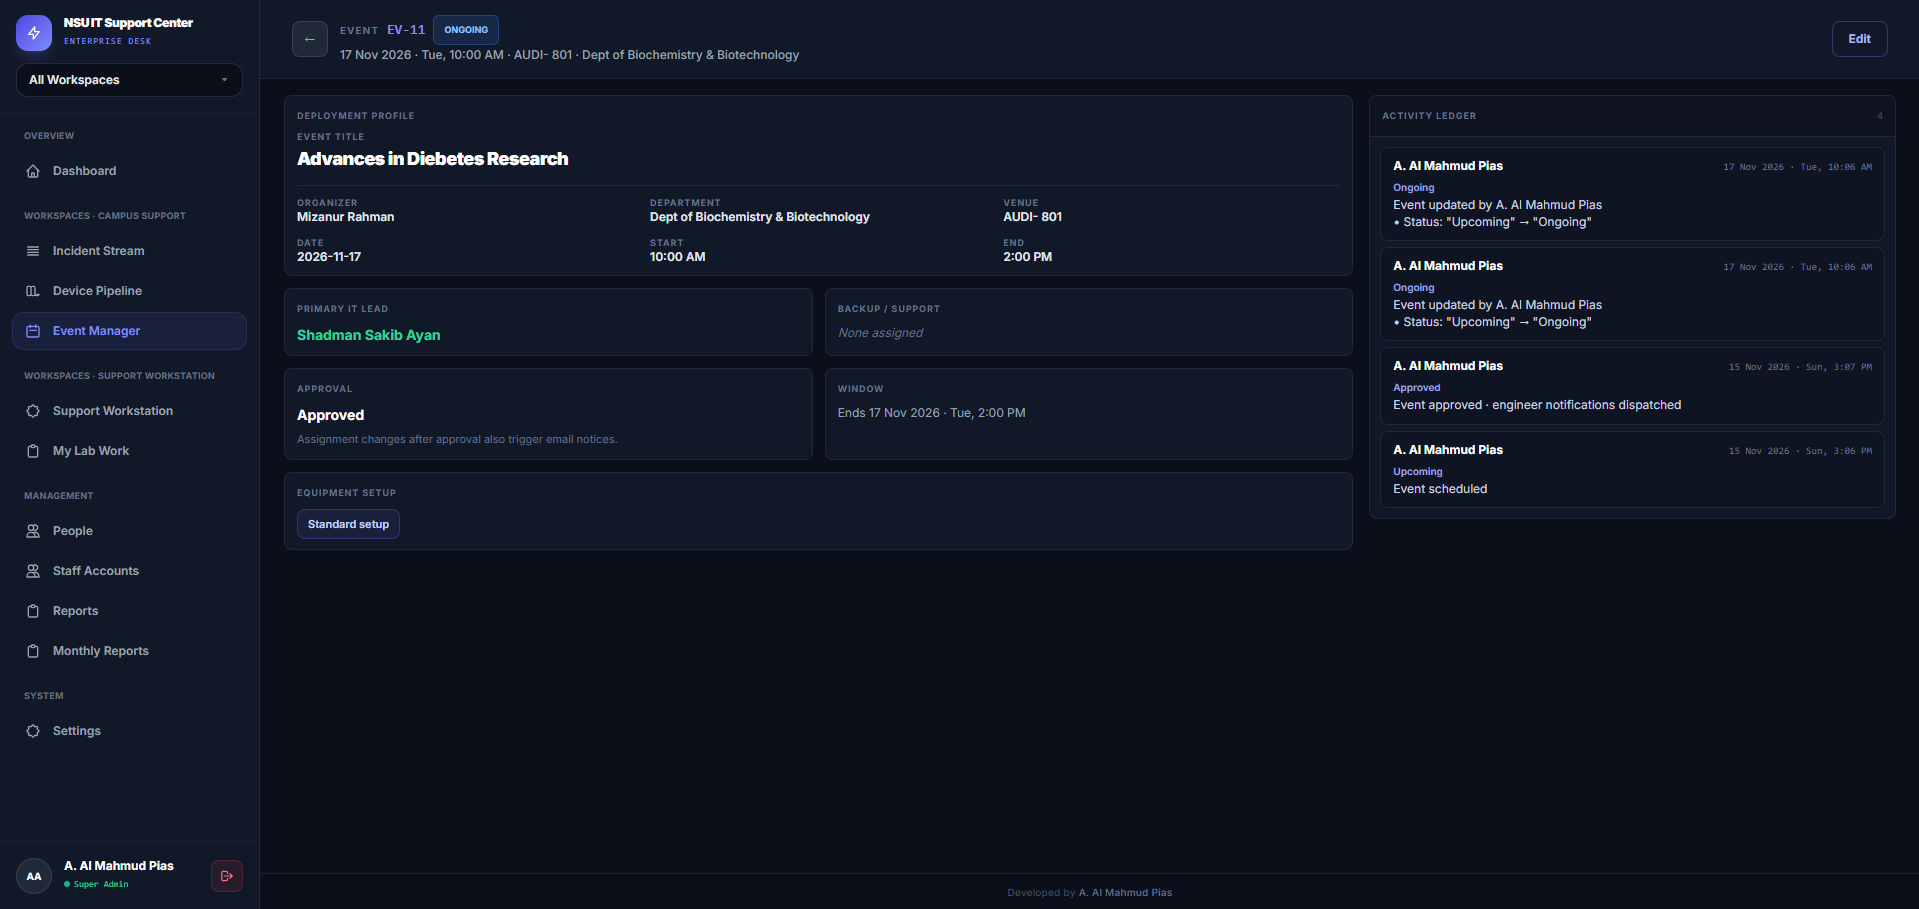 NSU IT Support Center
ENTERPRISE DESK
All Workspaces
OVERVIEW
Dashboard
WORKSPACES · CAMPUS SUPPORT
Incident Stream
Device Pipeline
Event Manager
WORKSPACES · SUPPORT WORKSTATION
Support Workstation
My Lab Work
MANAGEMENT
People
Staff Accounts
Reports
Monthly Reports
SYSTEM
Settings
AA
A. Al Mahmud Pias
Super Admin
←
EVENT EV-11 ONGOING
17 Nov 2026 · Tue, 10:00 AM · AUDI- 801 · Dept of Biochemistry & Biotechnology
Edit
DEPLOYMENT PROFILE
EVENT TITLE
Advances in Diebetes Research
ORGANIZER
Mizanur Rahman
DEPARTMENT
Dept of Biochemistry & Biotechnology
VENUE
AUDI- 801
DATE
2026-11-17
START
10:00 AM
END
2:00 PM
PRIMARY IT LEAD
Shadman Sakib Ayan
BACKUP / SUPPORT
None assigned
APPROVAL
Approved
Assignment changes after approval also trigger email notices.
WINDOW
Ends 17 Nov 2026 · Tue, 2:00 PM
EQUIPMENT SETUP
Standard setup
ACTIVITY LEDGER 4
A. Al Mahmud Pias 17 Nov 2026 · Tue, 10:06 AM
Ongoing
Event updated by A. Al Mahmud Pias
• Status: "Upcoming" → "Ongoing"
A. Al Mahmud Pias 17 Nov 2026 · Tue, 10:06 AM
Ongoing
Event updated by A. Al Mahmud Pias
• Status: "Upcoming" → "Ongoing"
A. Al Mahmud Pias 15 Nov 2026 · Sun, 3:07 PM
Approved
Event approved · engineer notifications dispatched
A. Al Mahmud Pias 15 Nov 2026 · Sun, 3:06 PM
Upcoming
Event scheduled
Developed by A. Al Mahmud Pias